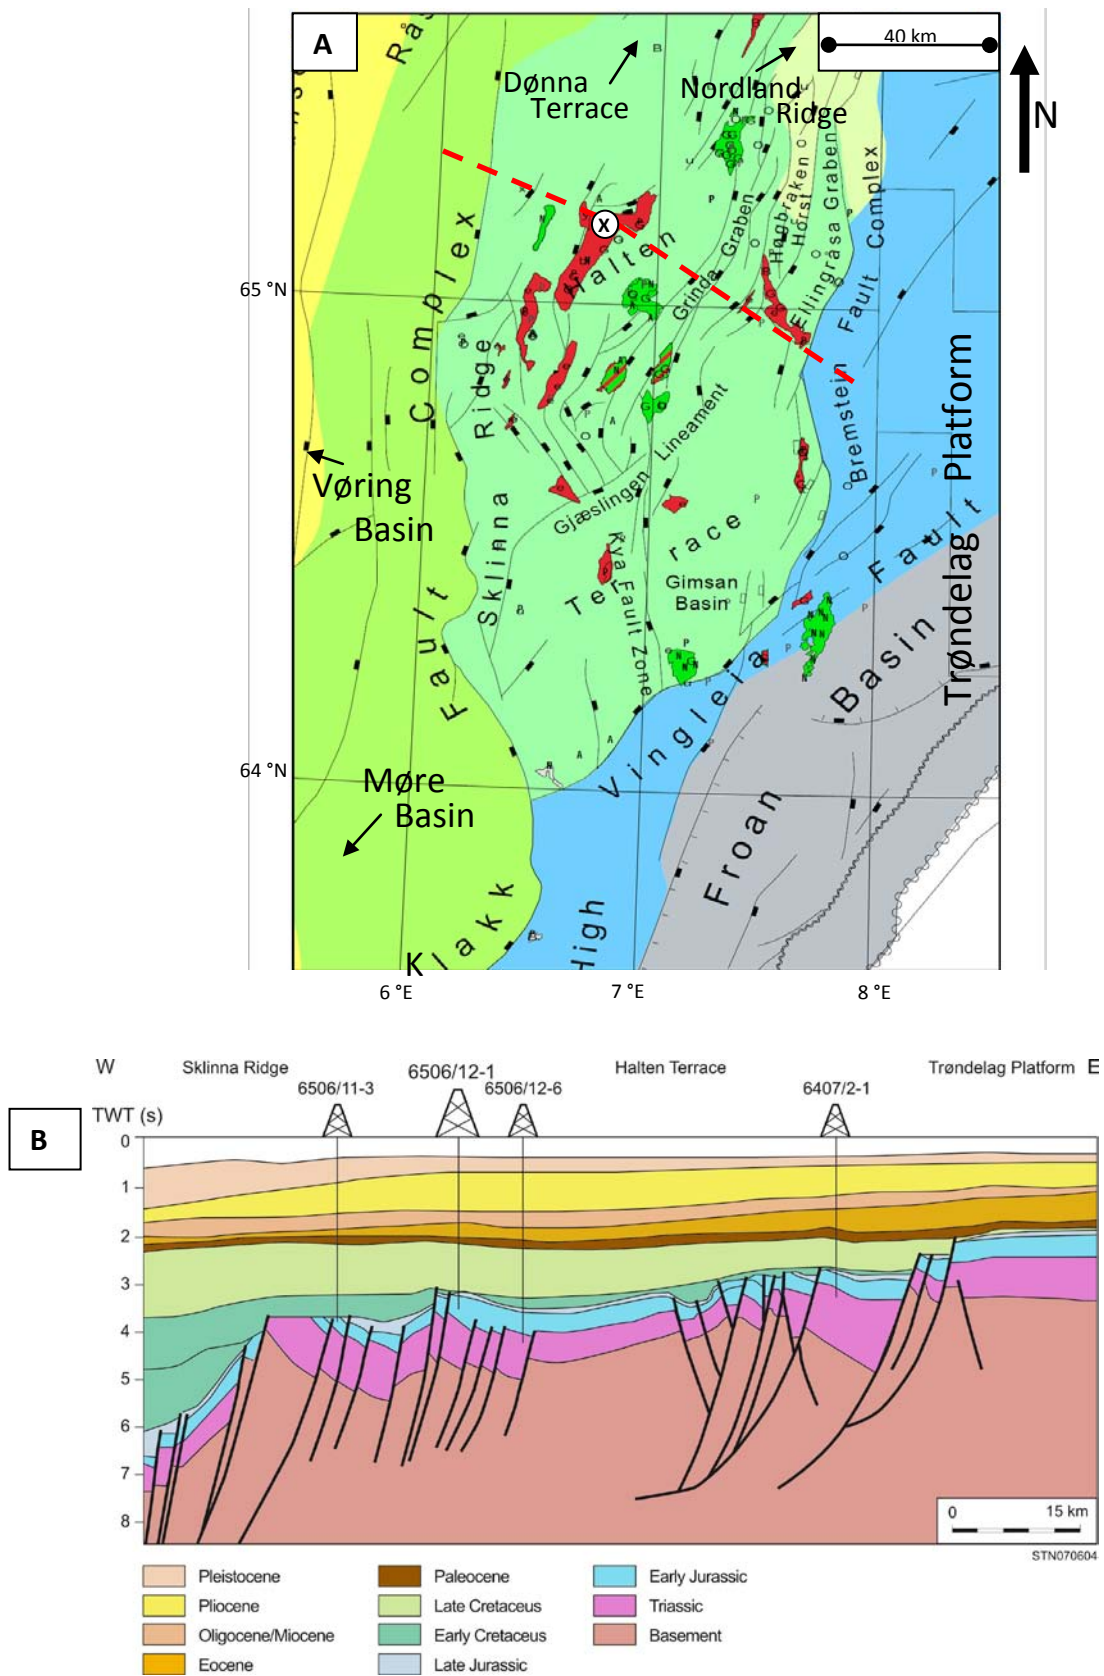 A
40 km
N
Rås
Dønna
Terrace
Nordland
Ridge
Halten
Terrace
Grinda Graben
Høgbraken
Horst
Ellingråsa Graben
Bremstein Fault Complex
65 °N
Klakk Fault Complex
Sklinna Ridge
Gjæslingen Lineament
Vøring
Basin
Kya Fault Zone
Gimsan
Basin
Vingleia Fault
Trøndelag Platform
Froan Basin
64 °N
Møre
Basin
High
6 °E
7 °E
8 °E
B
W
Sklinna Ridge
Halten Terrace
Trøndelag Platform
E
6506/11-3
6506/12-1
6506/12-6
6407/2-1
TWT (s)
0
1
2
3
4
5
6
7
8
0
15 km
STN070604
Pleistocene
Pliocene
Oligocene/Miocene
Eocene
Paleocene
Late Cretaceus
Early Cretaceus
Late Jurassic
Early Jurassic
Triassic
Basement
X